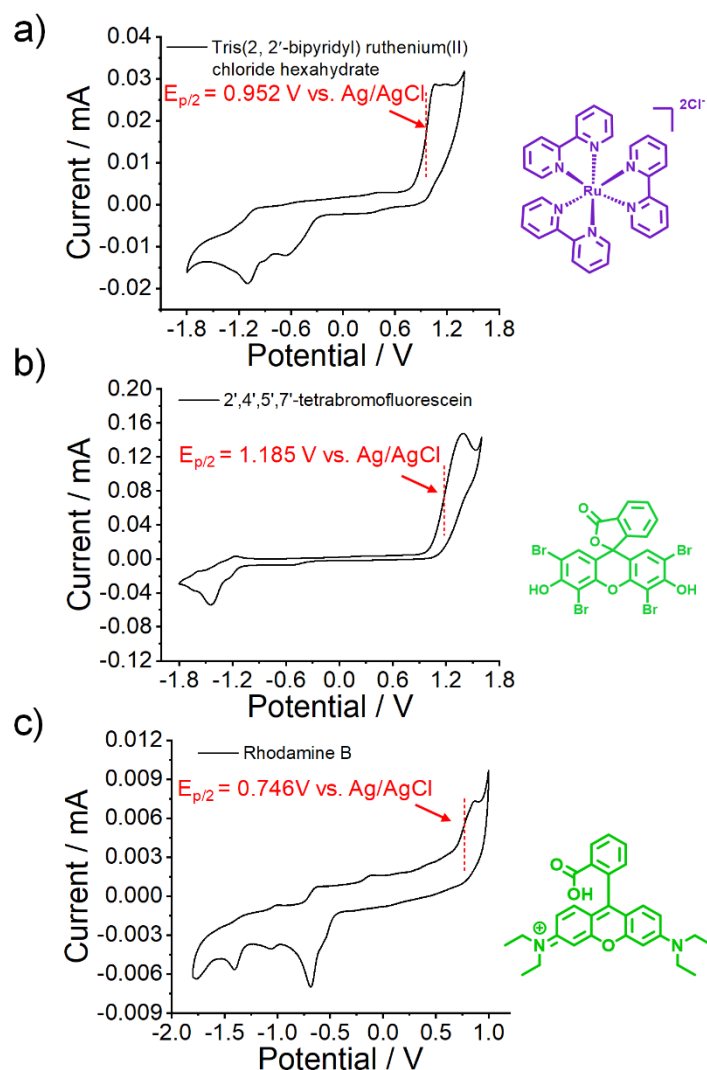 a)
Tris(2, 2′-bipyridyl) ruthenium(II)
chloride hexahydrate
E_p/2 = 0.952 V vs. Ag/AgCl
0.04
0.03
0.02
0.01
0.00
-0.01
-0.02
Current / mA
-1.8 -1.2 -0.6 0.0 0.6 1.2 1.8
Potential / V
2Cl⁻
N
N
N
N
Ru
N
N
b)
2',4',5',7'-tetrabromofluorescein
E_p/2 = 1.185 V vs. Ag/AgCl
0.20
0.16
0.12
0.08
0.04
0.00
-0.04
-0.08
-0.12
Current / mA
-1.8 -1.2 -0.6 0.0 0.6 1.2 1.8
Potential / V
O
O
Br
Br
HO
O
OH
Br
Br
c)
Rhodamine B
E_p/2 = 0.746V vs. Ag/AgCl
0.012
0.009
0.006
0.003
0.000
-0.003
-0.006
-0.009
Current / mA
-2.0 -1.5 -1.0 -0.5 0.0 0.5 1.0
Potential / V
O
OH
N
⊕
O
N